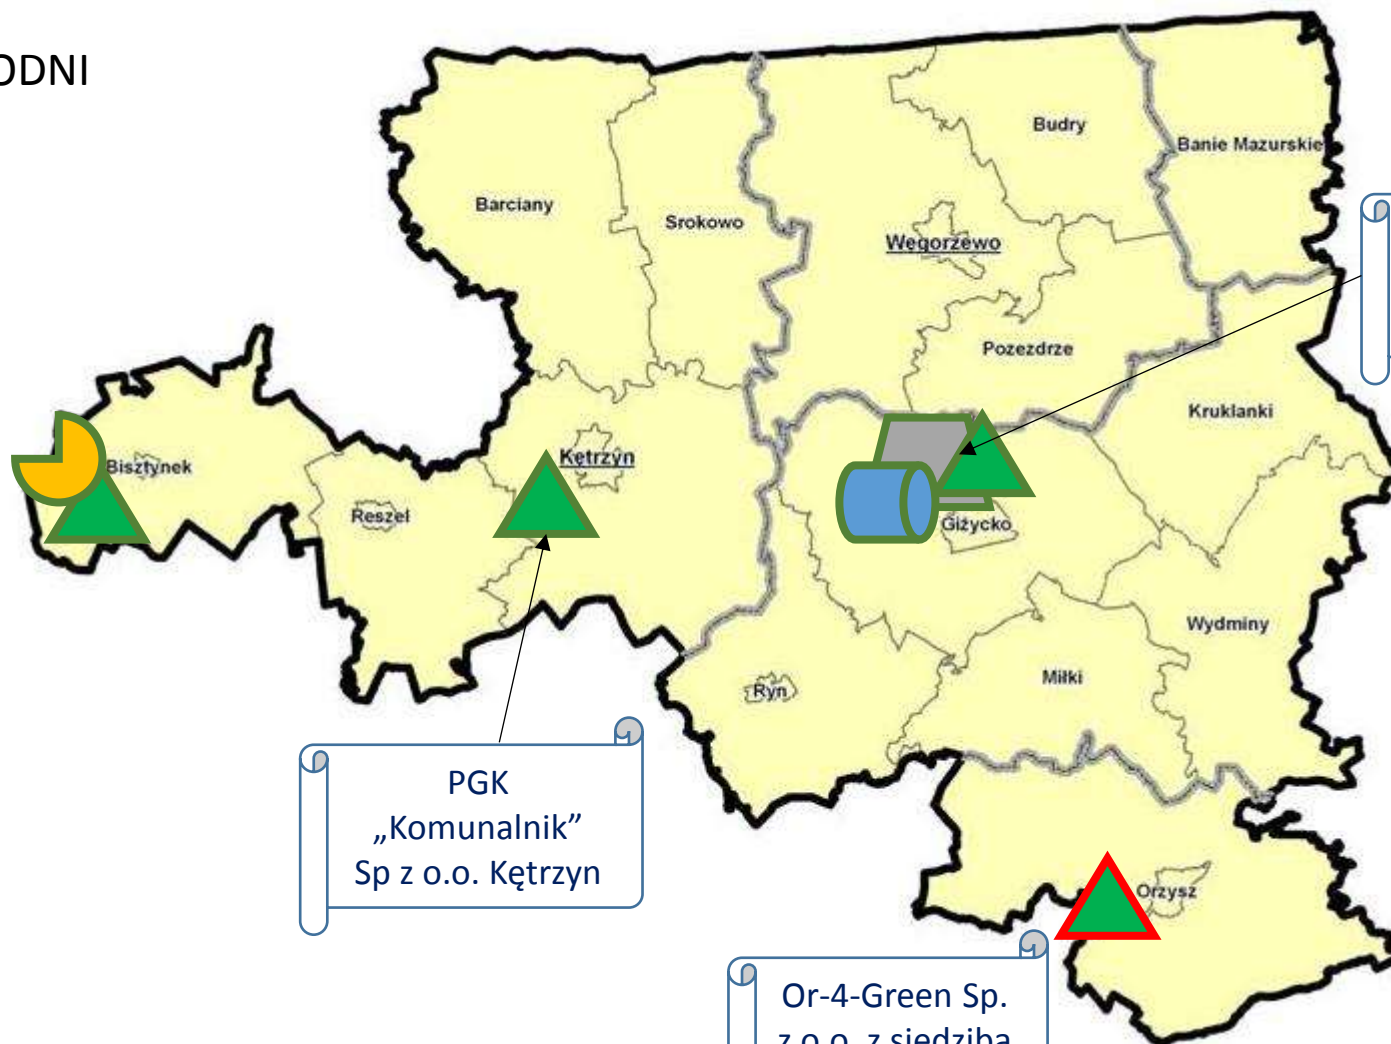 ODNI
Budry
Banie Mazurskie
Barciany
Srokowo
Węgorzewo
Pozezdrze
Kruklanki
Bisztynek
Kętrzyn
Reszel
Giżycko
Wydminy
Miłki
Ryn
PGK
„Komunalnik”
Sp z o.o. Kętrzyn
Orzysz
Or-4-Green Sp.
z o.o. z siedzibą